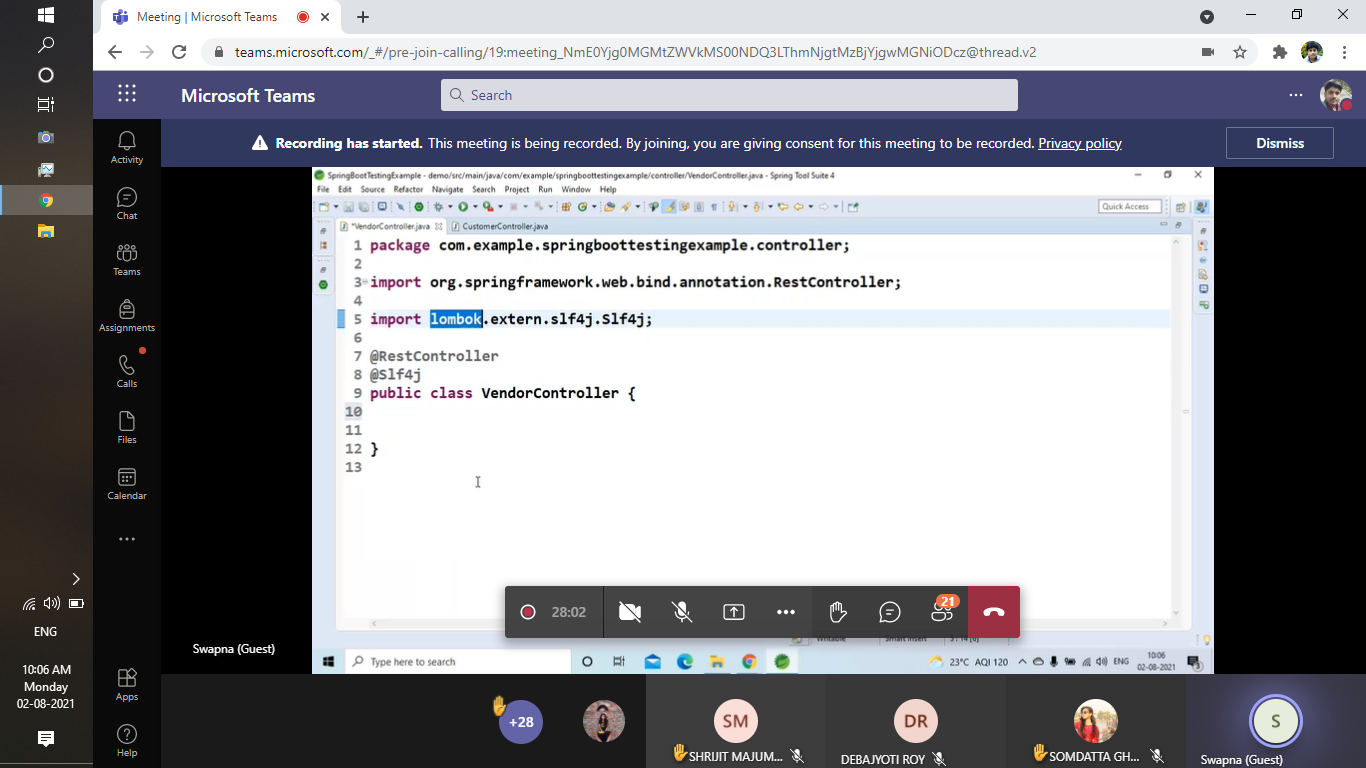 Meeting | Microsoft Teams
teams.microsoft.com/_#/pre-join-calling/19:meeting_NmE0Yjg0MGMtZWVkMS00NDQ3LThmNjgtMzBjYjgwMGNiODcz@thread.v2
Microsoft Teams
Search
Recording has started. This meeting is being recorded. By joining, you are giving consent for this meeting to be recorded. Privacy policy
Dismiss
Activity
Chat
Teams
Assignments
Calls
Files
Calendar
Apps
Help
SpringBootTestingExample - demo/src/main/java/com/example/springboottestingexample/controller/VendorController.java - Spring Tool Suite 4
File Edit Source Refactor Navigate Search Project Run Window Help
Quick Access
*VendorController.java CustomerController.java
1 package com.example.springboottestingexample.controller;
2
3 import org.springframework.web.bind.annotation.RestController;
4
5 import lombok.extern.slf4j.Slf4j;
6
7 @RestController
8 @Slf4j
9 public class VendorController {
10
11
12 }
13
28:02
21
Writable Smart Insert
Type here to search
23°C AQI 120
ENG
10:06
02-08-2021
3
Swapna (Guest)
+28
SM
SHRIJIT MAJUM...
DR
DEBAJYOTI ROY
SOMDATTA GH...
S
Swapna (Guest)
ENG
10:06 AM
Monday
02-08-2021